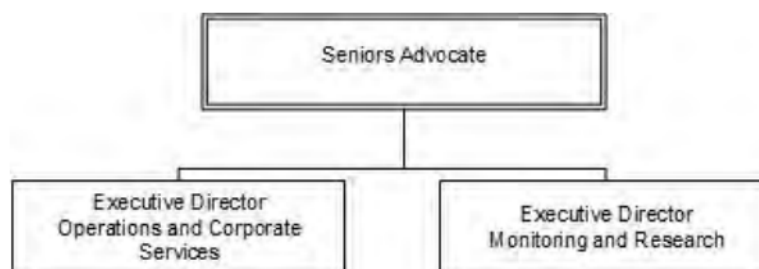 Seniors Advocate
Executive Director
Operations and Corporate
Services
Executive Director
Monitoring and Research